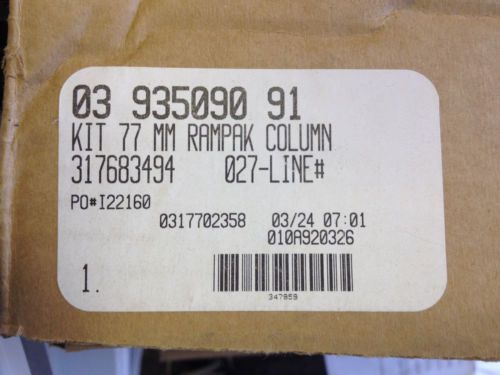 03 935090 91
KIT 77 MM RAMPAK COLUMN
317683494 027-LINE#
PO#I22160
0317702358 03/24 07:01
010A920326
1.
347959